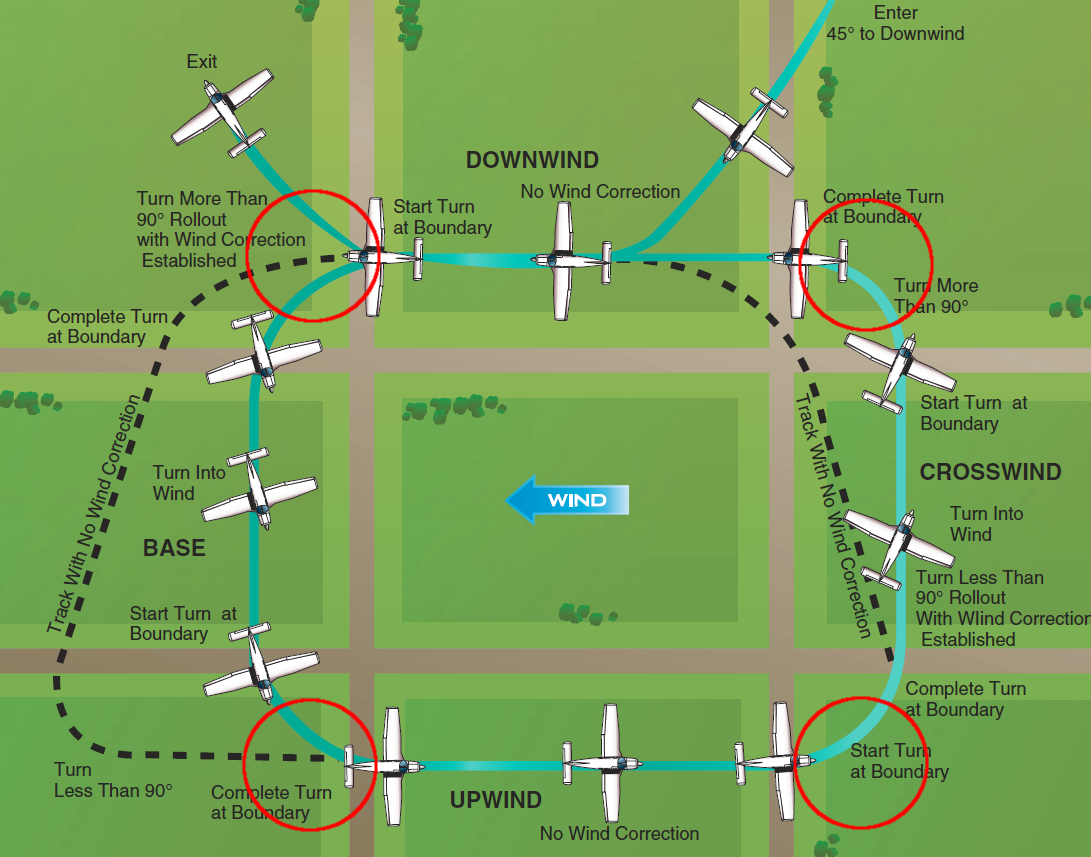 Enter
45° to Downwind
Exit
DOWNWIND
No Wind Correction
Turn More Than
90° Rollout
with Wind Correction
Established
Start Turn
at Boundary
Complete Turn
at Boundary
Turn More
Than 90°
Complete Turn
at Boundary
Start Turn at
Boundary
Track With No Wind Correction
Track With No Wind Correction
CROSSWIND
Turn Into
Wind
WIND
Turn Into
Wind
BASE
Turn Less Than
90° Rollout
With WInd Correction
Established
Start Turn at
Boundary
Complete Turn
at Boundary
Start Turn
at Boundary
Turn
Less Than 90°
Complete Turn
at Boundary
UPWIND
No Wind Correction